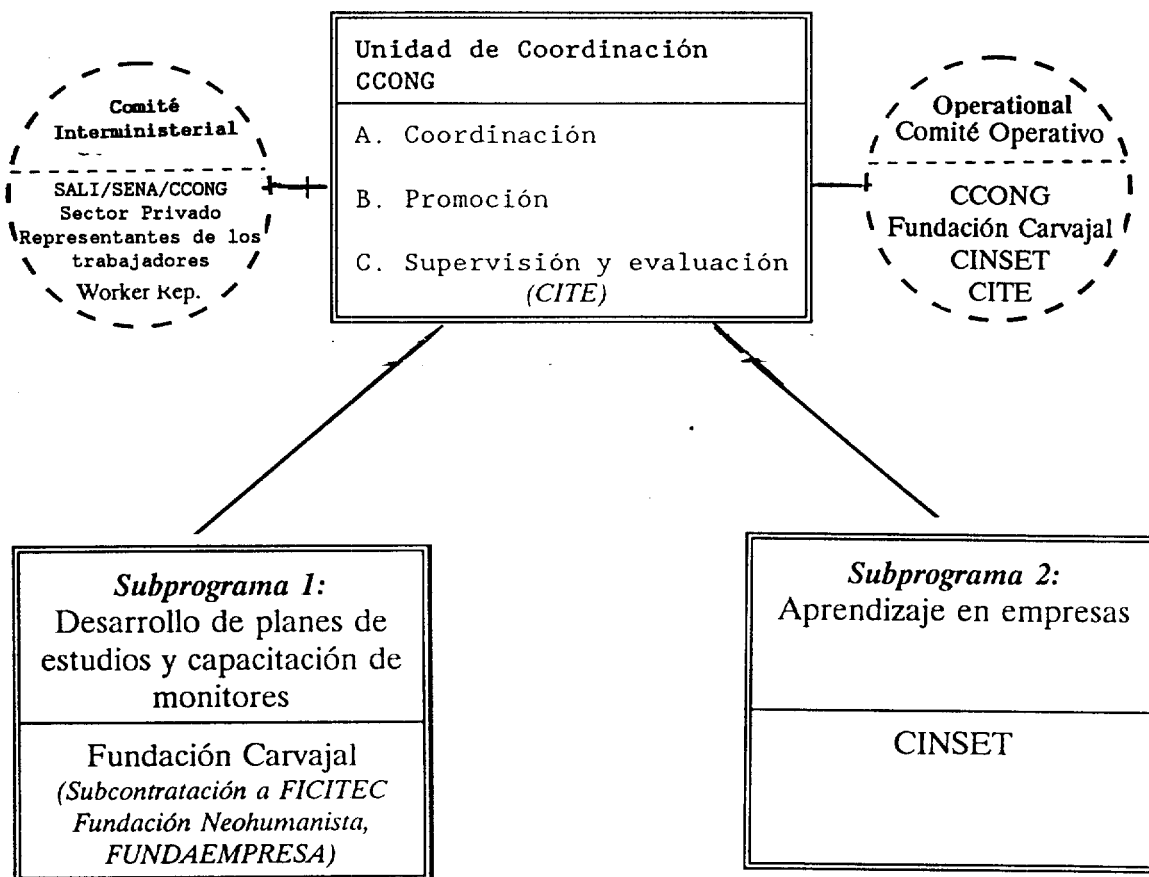 Unidad de Coordinación
CCONG
A. Coordinación
B. Promoción
C. Supervisión y evaluación
(CITE)
Comité
Interministerial
SALI/SENA/CCONG
Sector Privado
Representantes de los
trabajadores
Worker Rep.
Operational
Comité Operativo
CCONG
Fundación Carvajal
CINSET
CITE
Subprograma 1:
Desarrollo de planes de
estudios y capacitación de
monitores
Fundación Carvajal
(Subcontratación a FICITEC
Fundación Neohumanista,
FUNDAEMPRESA)
Subprograma 2:
Aprendizaje en empresas
CINSET